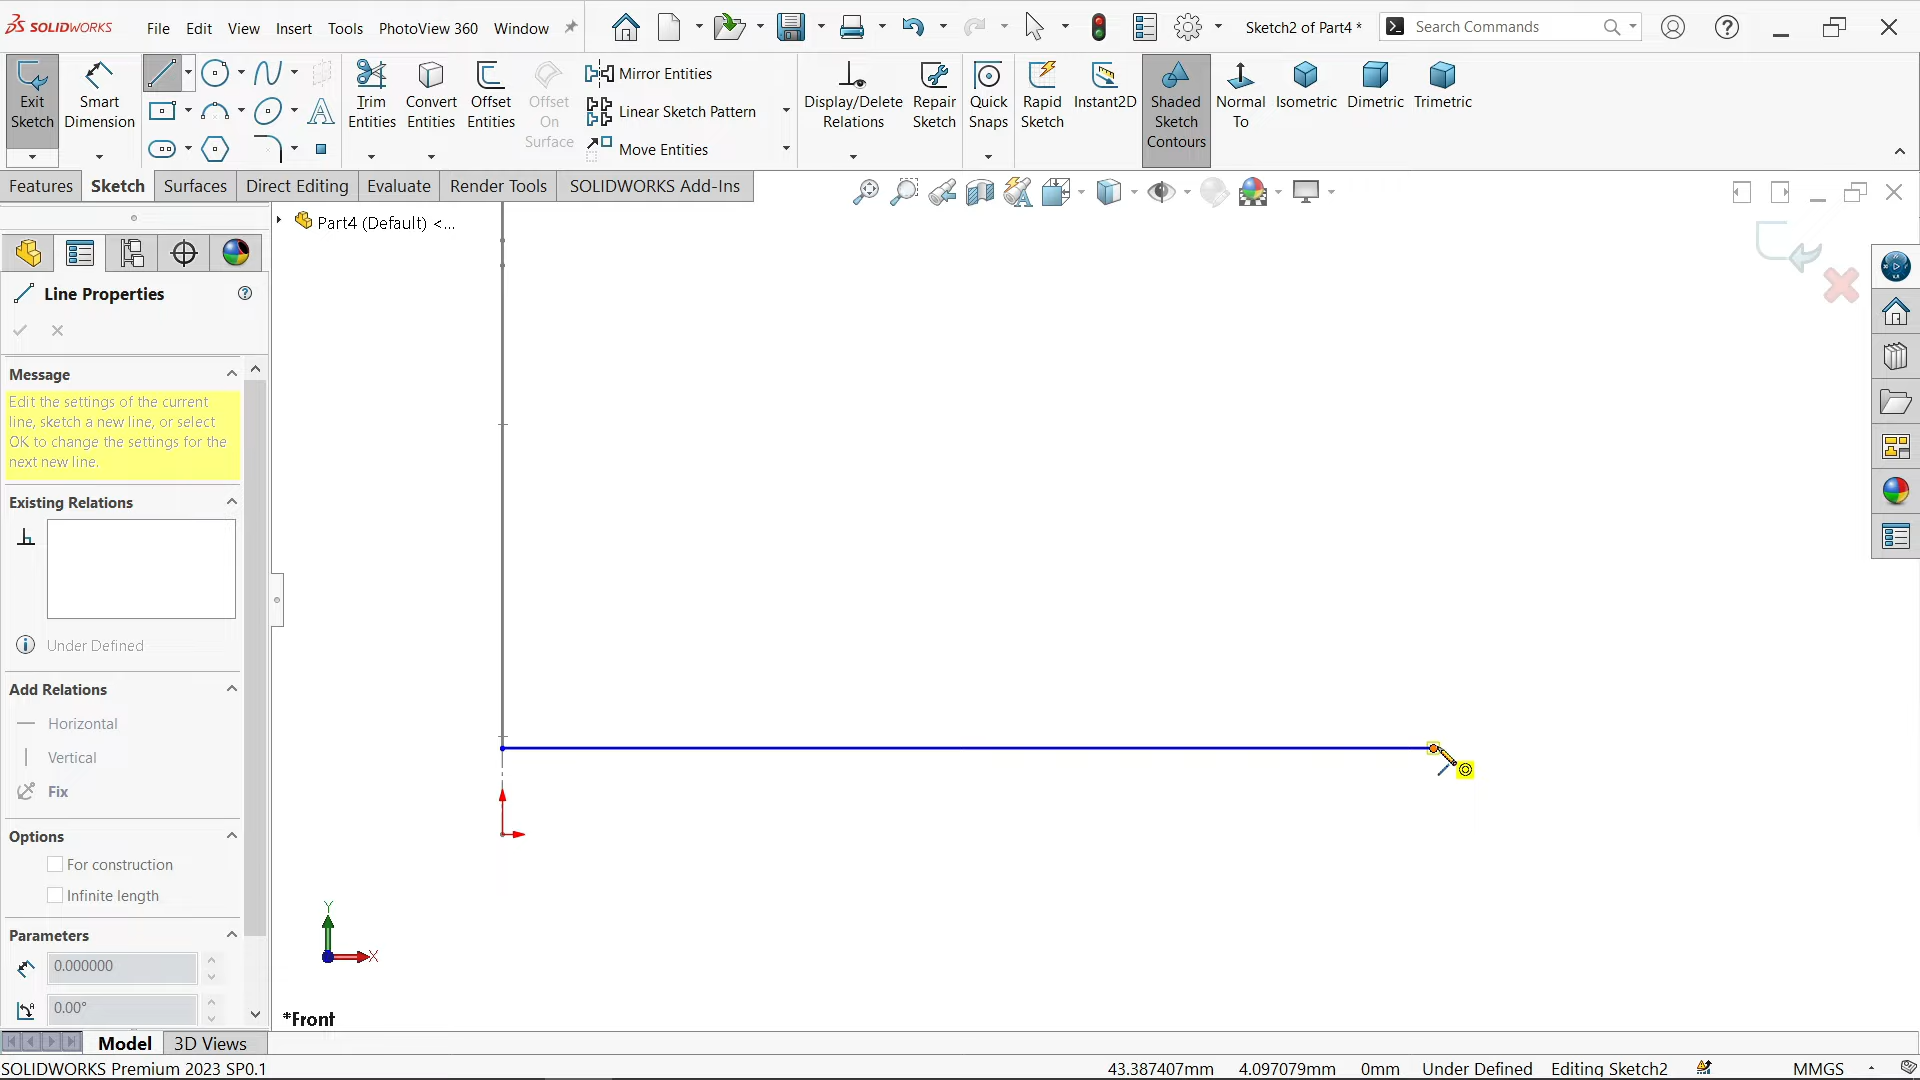 SOLIDWORKS
File Edit View Insert Tools PhotoView 360 Window
Sketch2 of Part4 *
Search Commands
Exit Sketch
Smart Dimension
Trim Entities
Convert Entities
Offset Entities
Offset On Surface
Mirror Entities
Linear Sketch Pattern
Move Entities
Display/Delete Relations
Repair Sketch
Quick Snaps
Rapid Sketch
Instant2D
Shaded Sketch Contours
Normal To
Isometric
Dimetric
Trimetric
Features Sketch Surfaces Direct Editing Evaluate Render Tools SOLIDWORKS Add-Ins
Part4 (Default) <...
Line Properties
Message
Edit the settings of the current
line, sketch a new line, or select
OK to change the settings for the
next new line.
Existing Relations
Under Defined
Add Relations
Horizontal
Vertical
Fix
Options
For construction
Infinite length
Parameters
0.000000
0.00°
Y
X
*Front
Model 3D Views
SOLIDWORKS Premium 2023 SP0.1
43.387407mm 4.097079mm 0mm Under Defined Editing Sketch2 MMGS